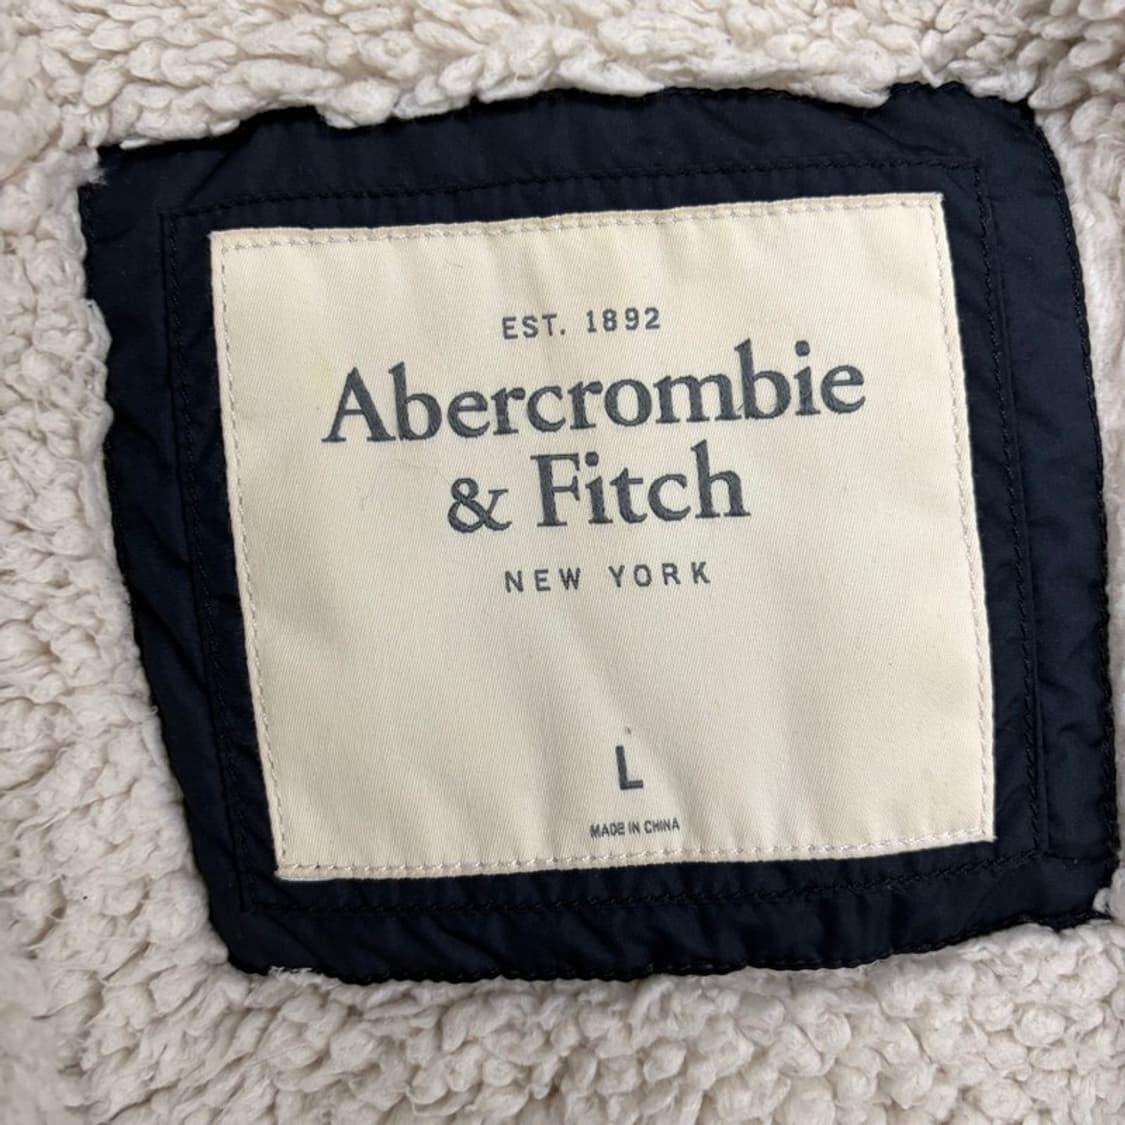 EST. 1892
Abercrombie
& Fitch
NEW YORK
L
MADE IN CHINA